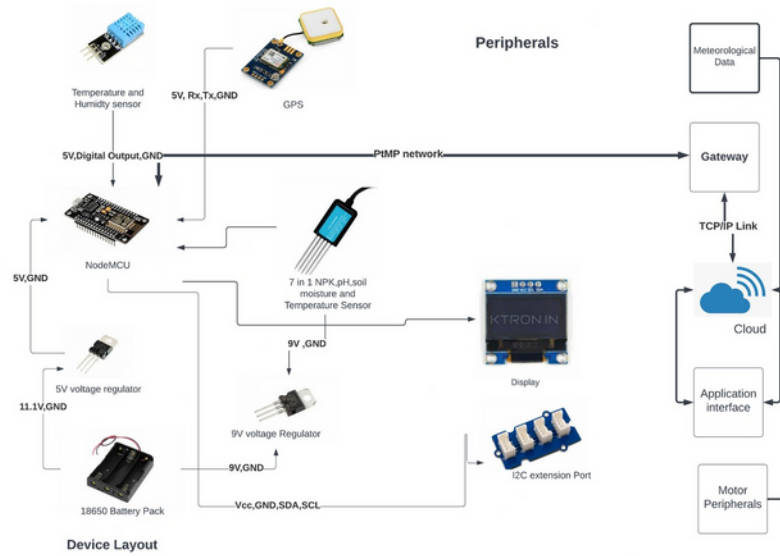 Peripherals
Meteorological
Data
Temperature and
Humidty sensor
5V, Rx,Tx,GND
GPS
5V,Digital Output,GND
PtMP network
Gateway
TCP/IP Link
NodeMCU
5V,GND
7 in 1 NPK,pH,soil
moisture and
Temperature Sensor
KTRON.IN
Cloud
9V ,GND
Display
5V voltage regulator
11.1V,GND
9V voltage Regulator
Application
interface
9V,GND
I2C extension Port
18650 Battery Pack
Vcc,GND,SDA,SCL
Motor
Peripherals
Device Layout